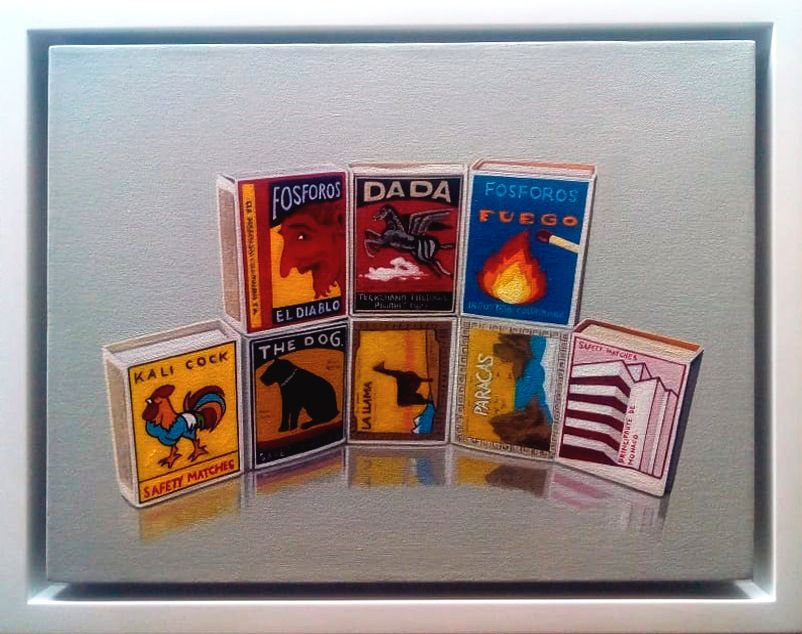 FOSFOROS
EL DIABLO
DADA
FOSFOROS
FUEGO
KALI COCK
SAFETY MATCHES
THE DOG
SAFE
LA LLAMA
PARACAS
SAFETY MATCHES
PRINCIPAUTE DE
MONACO